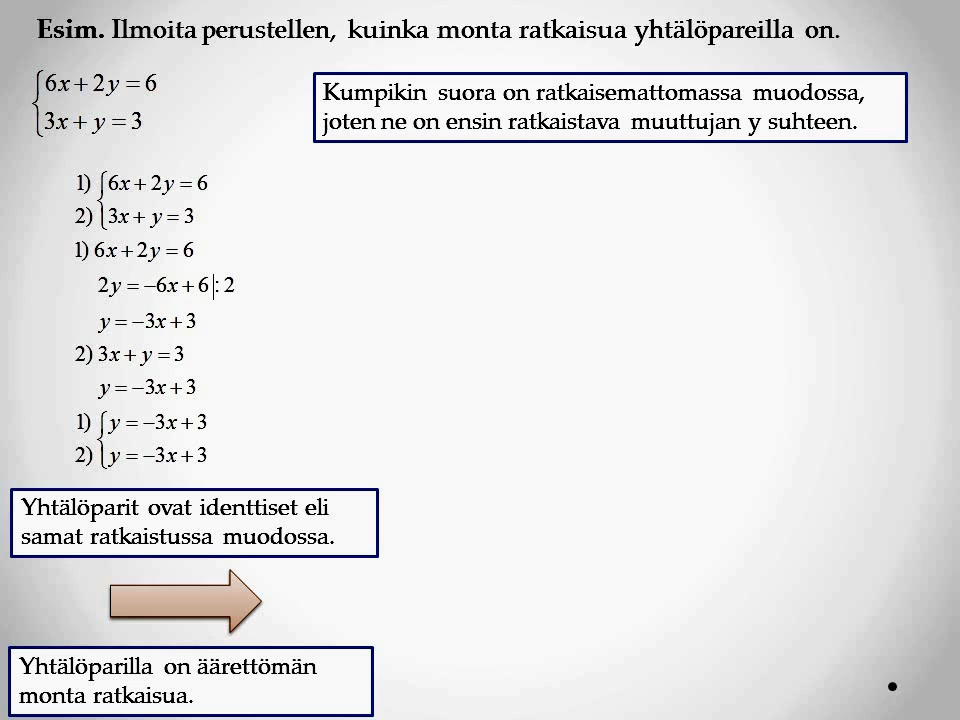 Esim. Ilmoita perustellen, kuinka monta ratkaisua yhtälöpareilla on.
{6x + 2y = 6
{3x + y = 3
Kumpikin suora on ratkaisemattomassa muodossa,
joten ne on ensin ratkaistava muuttujan y suhteen.
1) {6x + 2y = 6
2) {3x + y = 3
1) 6x + 2y = 6
2y = −6x + 6 |: 2
y = −3x + 3
2) 3x + y = 3
y = −3x + 3
1) {y = −3x + 3
2) {y = −3x + 3
Yhtälöparit ovat identtiset eli
samat ratkaistussa muodossa.
Yhtälöparilla on äärettömän
monta ratkaisua.